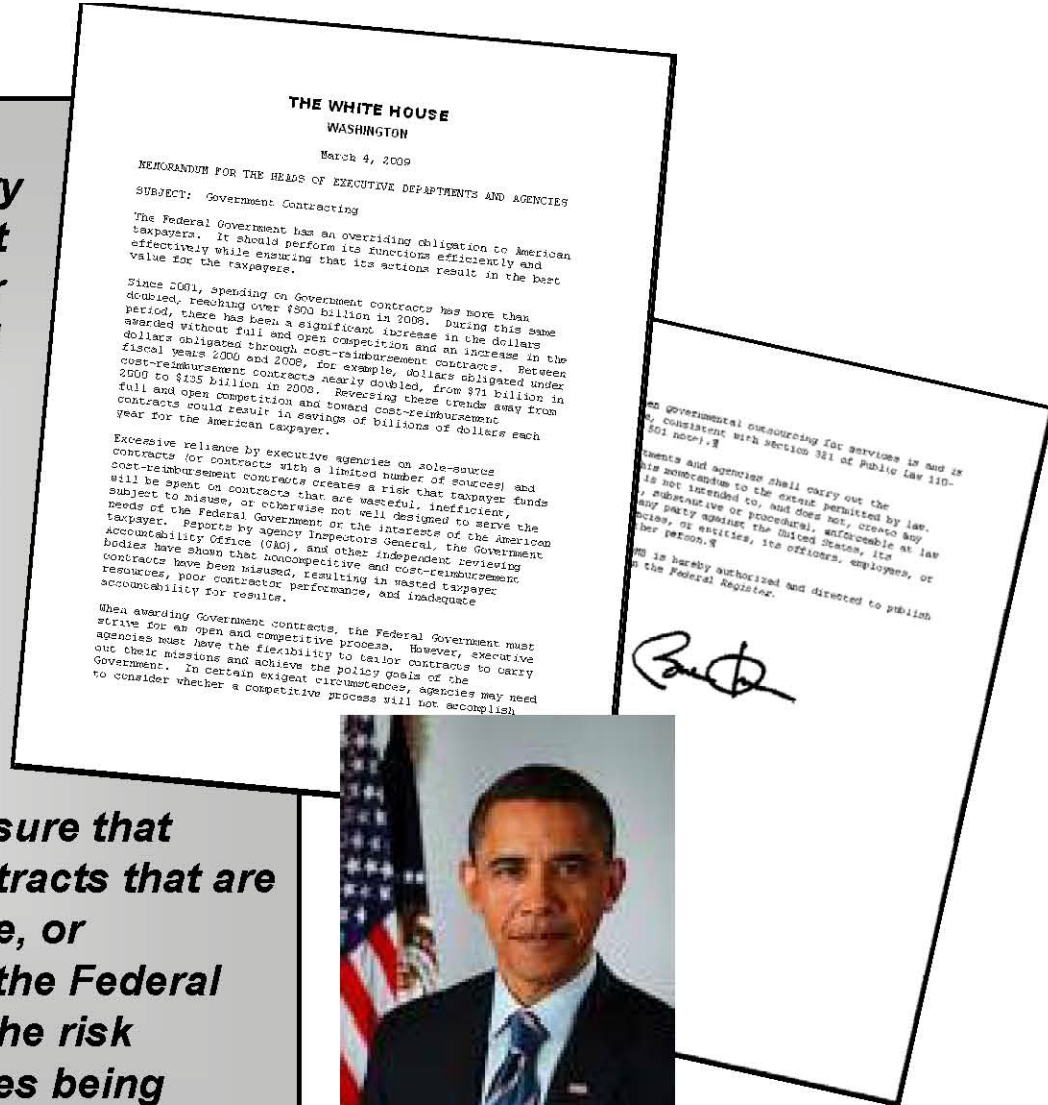 THE WHITE HOUSE
WASHINGTON
March 4, 2009
MEMORANDUM FOR THE HEADS OF EXECUTIVE DEPARTMENTS AND AGENCIES
SUBJECT: Government Contracting
The Federal Government has an overriding obligation to American
taxpayers. It should perform its functions efficiently and
effectively while ensuring that its actions result in the best
value for the taxpayers.
Since 2001, spending on Government contracts has more than
doubled, reaching over $500 billion in 2008. During this same
period, there has been a significant increase in the dollars
awarded without full and open competition and an increase in the
dollars obligated through cost-reimbursement contracts. Between
fiscal years 2000 and 2008, for example, dollars obligated under
cost-reimbursement contracts nearly doubled, from $71 billion in
2000 to $135 billion in 2008. Reversing these trends away from
full and open competition and toward cost-reimbursement
contracts could result in savings of billions of dollars each
year for the American taxpayer.
Excessive reliance by executive agencies on sole-source
contracts (or contracts with a limited number of sources) and
cost-reimbursement contracts creates a risk that taxpayer funds
will be spent on contracts that are wasteful, inefficient,
subject to misuse, or otherwise not well designed to serve the
needs of the Federal Government or the interests of the American
taxpayer. Reports by agency Inspectors General, the Government
Accountability Office (GAO), and other independent reviewing
bodies have shown that noncompetitive and cost-reimbursement
contracts have been misused, resulting in wasted taxpayer
resources, poor contractor performance, and inadequate
accountability for results.
When awarding Government contracts, the Federal Government must
strive for an open and competitive process. However, executive
agencies must have the flexibility to tailor contracts to carry
out their missions and achieve the policy goals of the
Government. In certain exigent circumstances, agencies may need
to consider whether a competitive process will not accomplish
en governmental outsourcing for services is and is
e, consistent with section 321 of Public Law 110-
501 note).¶
tments and agencies shall carry out the
his memorandum to the extent permitted by law.
is not intended to, and does not, create any
, substantive or procedural, enforceable at law
any party against the United States, its
ncies, or entities, its officers, employees, or
her person.¶
MB is hereby authorized and directed to publish
n the Federal Register.
sure that
tracts that are
e, or
the Federal
he risk
es being